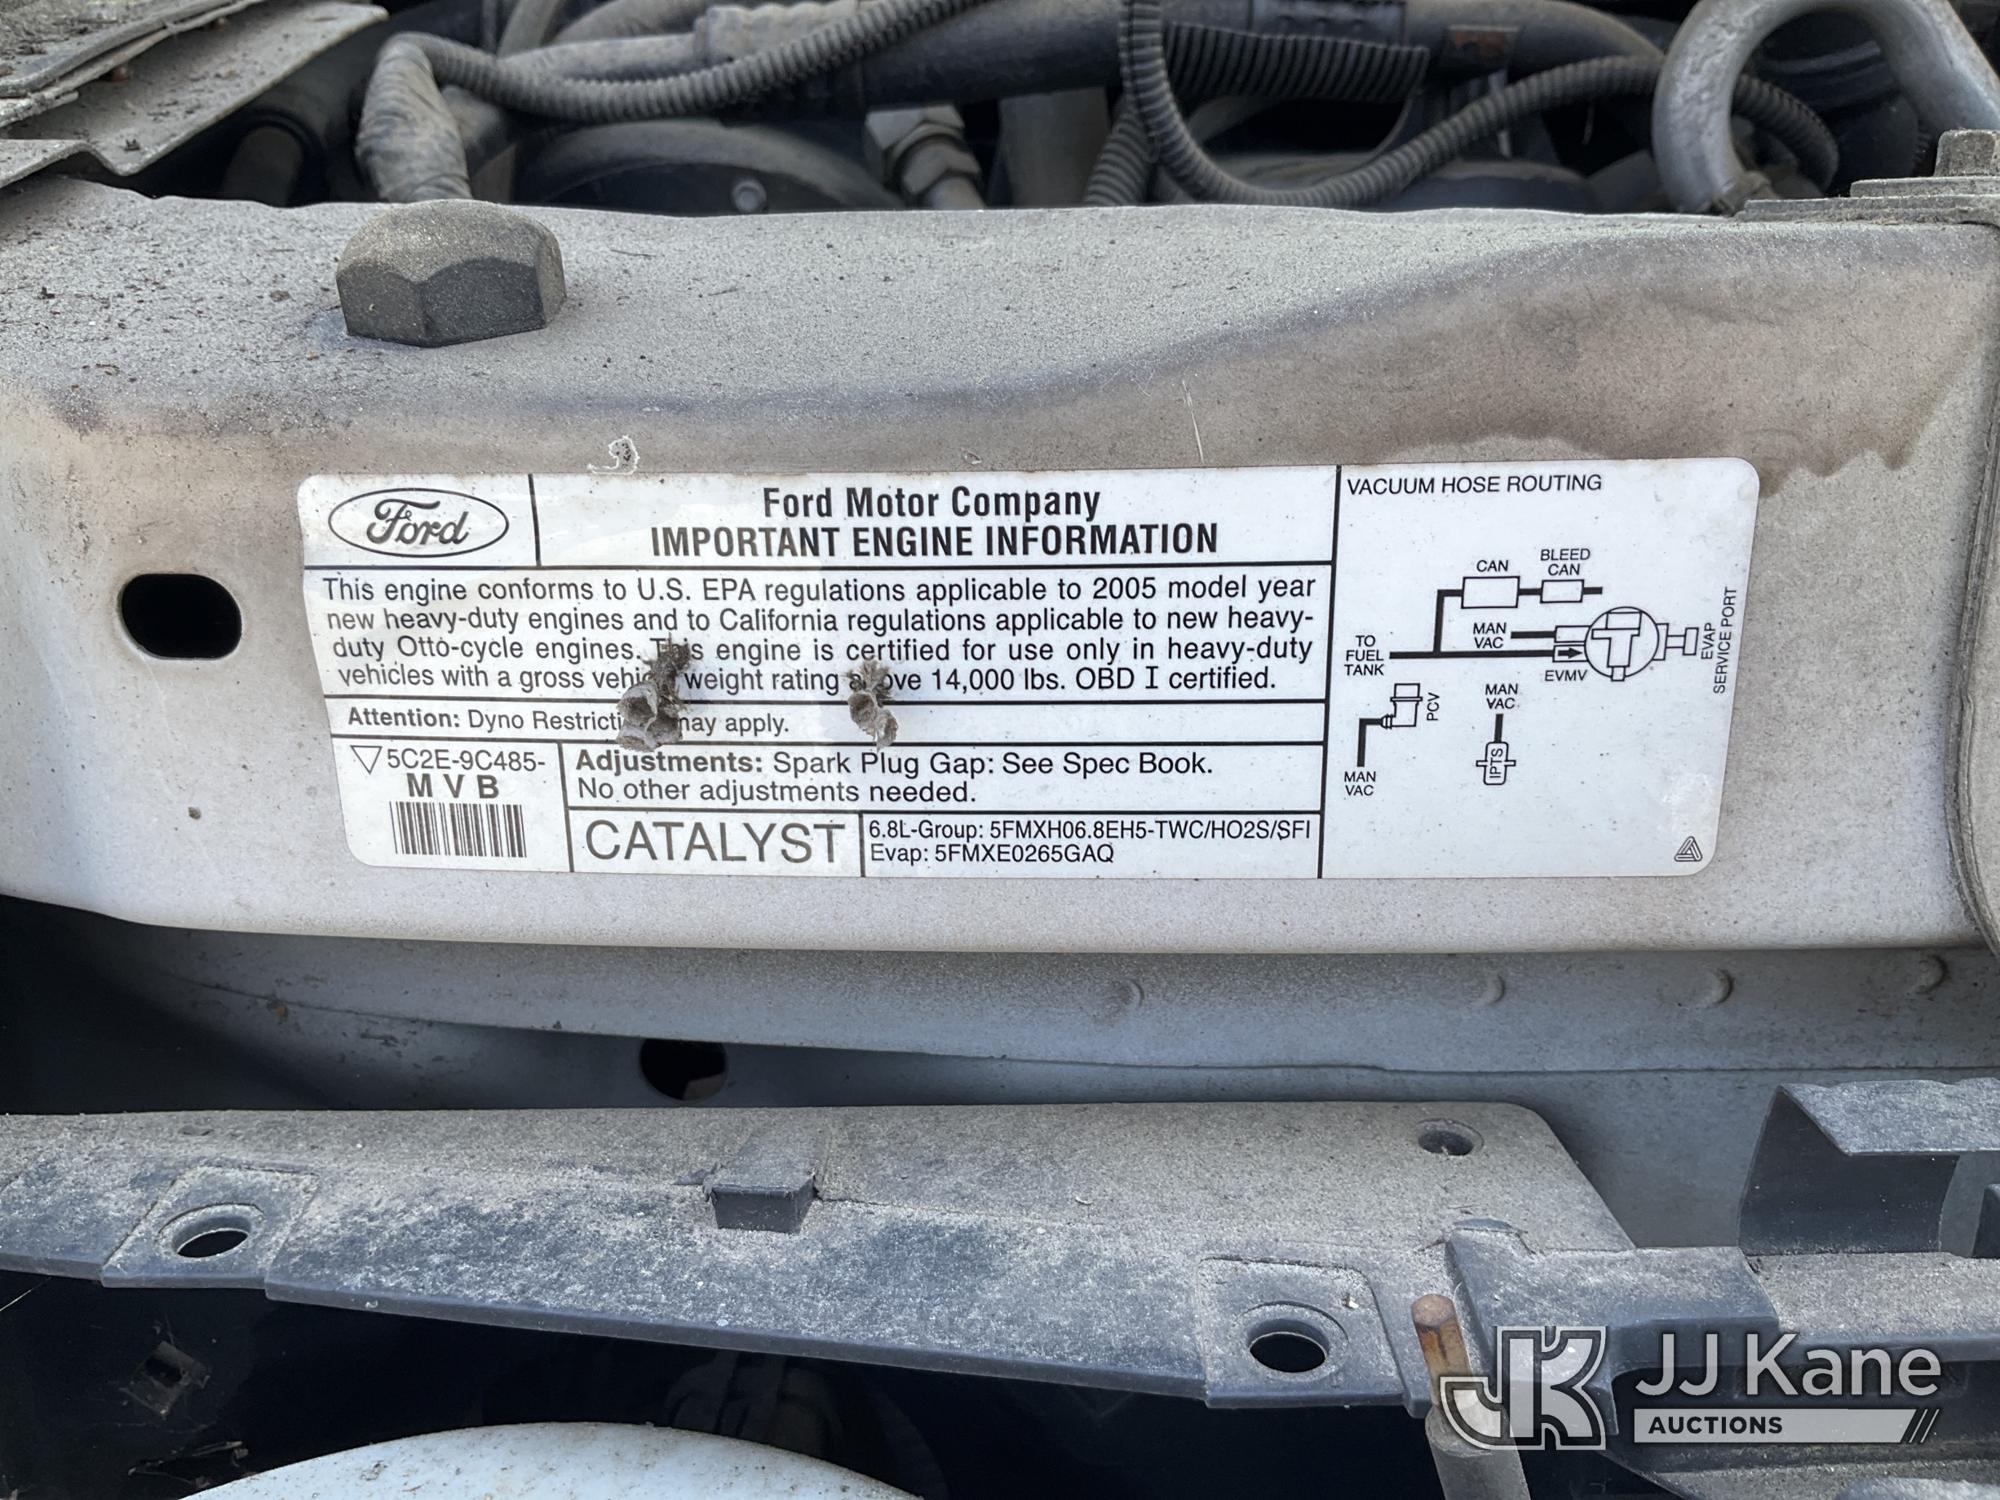 Ford
Ford Motor Company
IMPORTANT ENGINE INFORMATION
This engine conforms to U.S. EPA regulations applicable to 2005 model year
new heavy-duty engines and to California regulations applicable to new heavy-
duty Otto-cycle engines. This engine is certified for use only in heavy-duty
vehicles with a gross vehicle weight rating above 14,000 lbs. OBD I certified.
Attention: Dyno Restrictions may apply.
5C2E-9C485-
M V B
Adjustments: Spark Plug Gap: See Spec Book.
No other adjustments needed.
CATALYST
6.8L-Group: 5FMXH06.8EH5-TWC/HO2S/SFI
Evap: 5FMXE0265GAQ
VACUUM HOSE ROUTING
CAN
BLEED
CAN
MAN
VAC
TO
FUEL
TANK
EVMV
EVAP
SERVICE PORT
PCV
MAN
VAC
MAN
VAC
IPTS
JK
JJ Kane
AUCTIONS